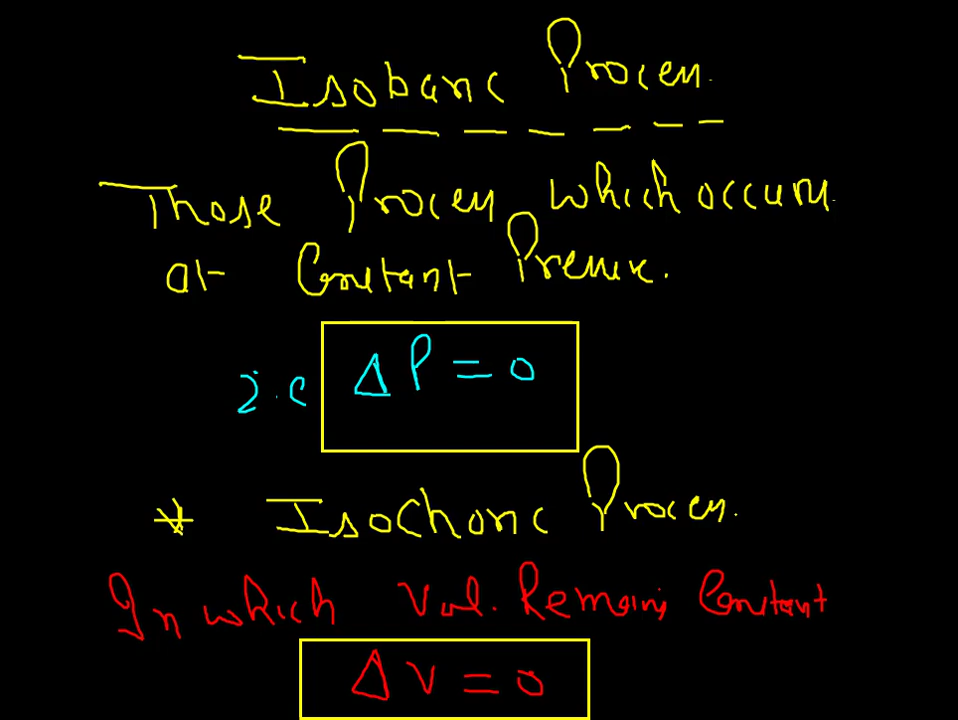 Isobaric Process.
Those Process which occurs
at Constant Pressure.
i.e ΔP = 0
* Isochoric Process.
In which Vol. Remains Constant
ΔV = 0